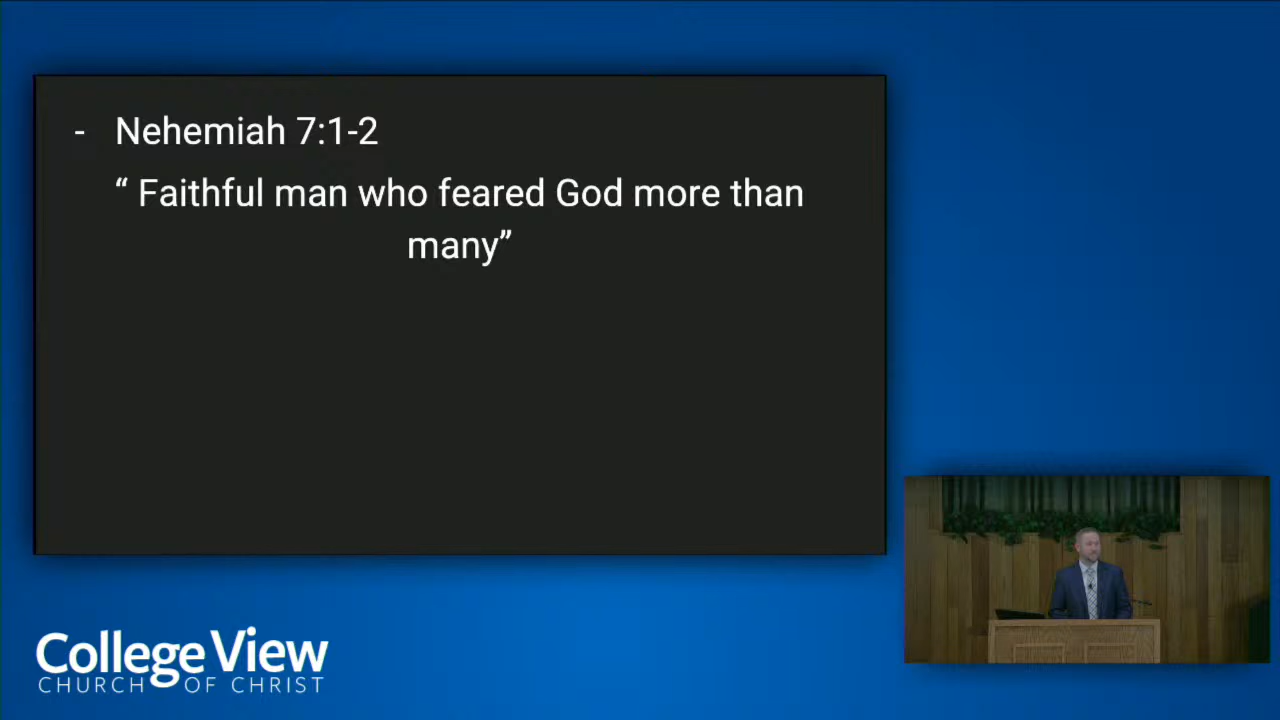 - Nehemiah 7:1-2
“ Faithful man who feared God more than
many”
College View
CHURCH OF CHRIST